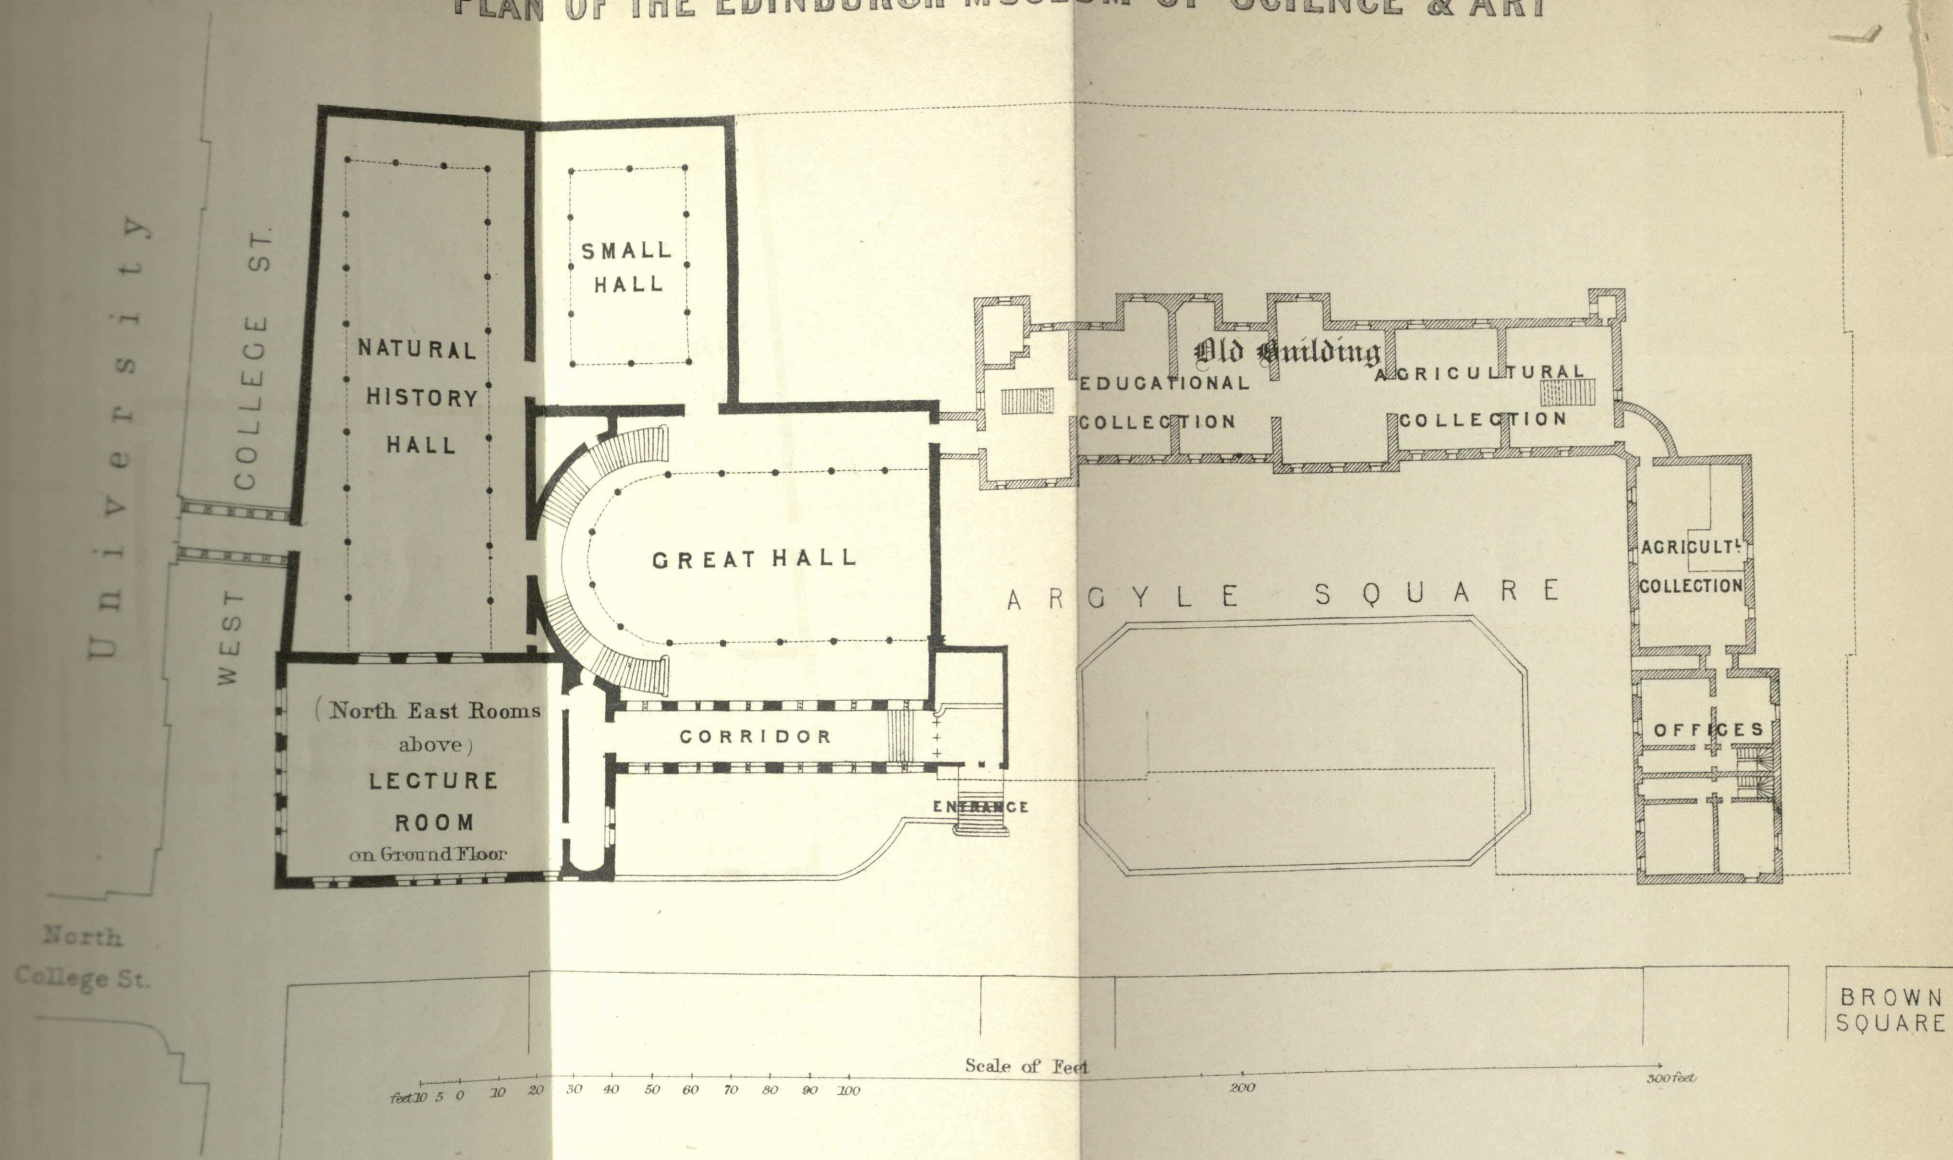 PLAN OF THE EDINBURGH MUSEUM OF SCIENCE & ART
University
WEST COLLEGE ST.
NATURAL
HISTORY
HALL
SMALL
HALL
GREAT HALL
Old Building
EDUCATIONAL
COLLECTION
AGRICULTURAL
COLLECTION
ARGYLE SQUARE
AGRICULTL
COLLECTION
OFFICES
(North East Rooms
above)
LECTURE
ROOM
on Ground Floor
CORRIDOR
ENTRANCE
North
College St.
BROWN
SQUARE
Scale of Feet
feet 10 5 0 10 20 30 40 50 60 70 80 90 100 200 300 feet